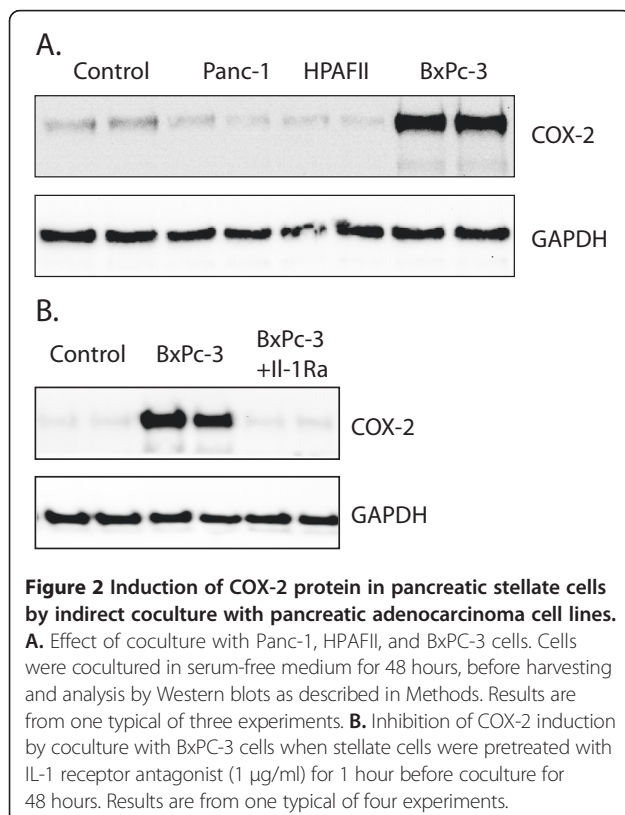 A.
Control Panc-1 HPAFII BxPc-3
COX-2
GAPDH
B.
Control BxPc-3 BxPc-3
+Il-1Ra
COX-2
GAPDH
Figure 2 Induction of COX-2 protein in pancreatic stellate cells
by indirect coculture with pancreatic adenocarcinoma cell lines.
A. Effect of coculture with Panc-1, HPAFII, and BxPC-3 cells. Cells
were cocultured in serum-free medium for 48 hours, before harvesting
and analysis by Western blots as described in Methods. Results are
from one typical of three experiments. B. Inhibition of COX-2 induction
by coculture with BxPC-3 cells when stellate cells were pretreated with
IL-1 receptor antagonist (1 μg/ml) for 1 hour before coculture for
48 hours. Results are from one typical of four experiments.